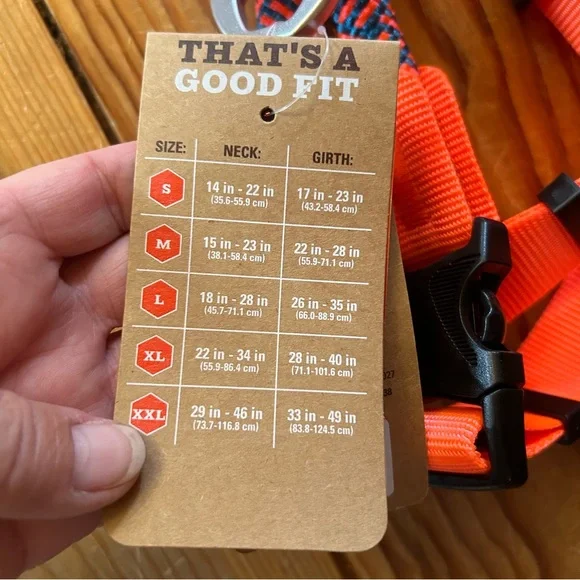 THAT'S A
GOOD FIT
SIZE: NECK: GIRTH:
S 14 in - 22 in 17 in - 23 in
(35.6-55.9 cm) (43.2-58.4 cm)
M 15 in - 23 in 22 in - 28 in
(38.1-58.4 cm) (55.9-71.1 cm)
L 18 in - 28 in 26 in - 35 in
(45.7-71.1 cm) (66.0-88.9 cm)
XL 22 in - 34 in 28 in - 40 in
(55.9-86.4 cm) (71.1-101.6 cm)
XXL 29 in - 46 in 33 in - 49 in
(73.7-116.8 cm) (83.8-124.5 cm)